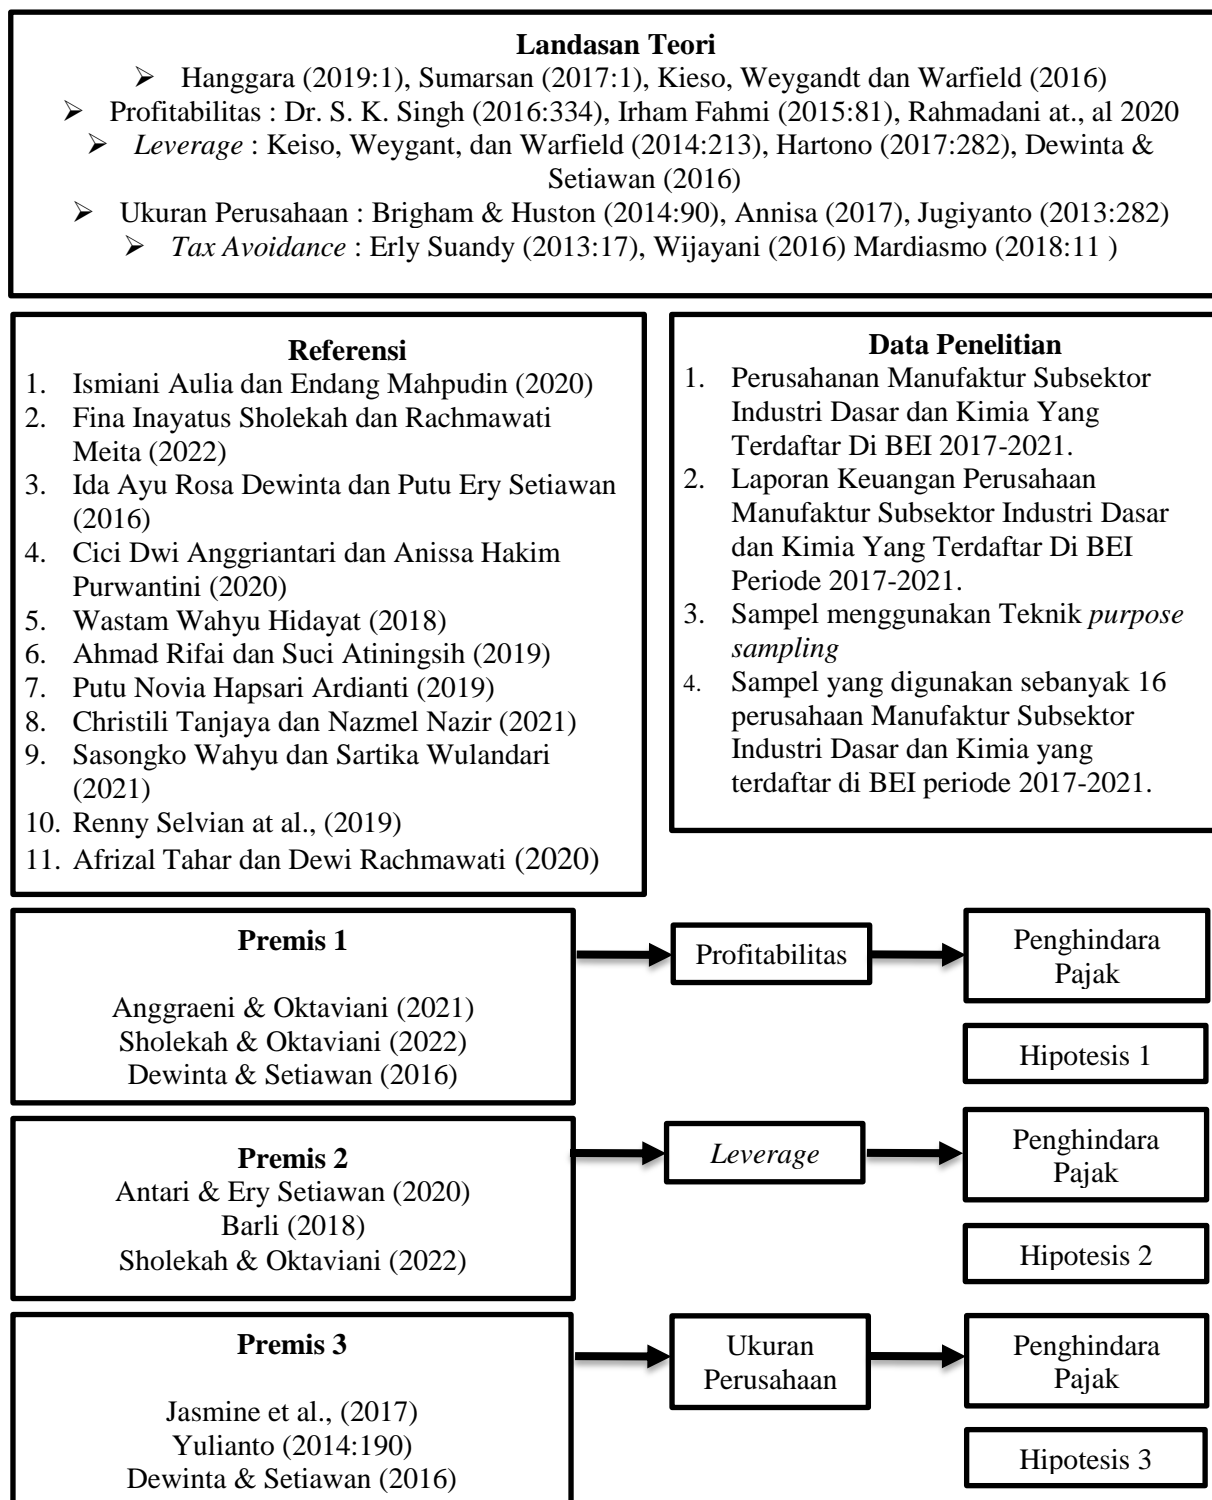 Landasan Teori
➢ Hanggara (2019:1), Sumarsan (2017:1), Kieso, Weygandt dan Warfield (2016)
➢ Profitabilitas : Dr. S. K. Singh (2016:334), Irham Fahmi (2015:81), Rahmadani at., al 2020
➢ Leverage : Keiso, Weygant, dan Warfield (2014:213), Hartono (2017:282), Dewinta &
Setiawan (2016)
➢ Ukuran Perusahaan : Brigham & Huston (2014:90), Annisa (2017), Jugiyanto (2013:282)
➢ Tax Avoidance : Erly Suandy (2013:17), Wijayani (2016) Mardiasmo (2018:11 )
Referensi
1. Ismiani Aulia dan Endang Mahpudin (2020)
2. Fina Inayatus Sholekah dan Rachmawati
Meita (2022)
3. Ida Ayu Rosa Dewinta dan Putu Ery Setiawan
(2016)
4. Cici Dwi Anggriantari dan Anissa Hakim
Purwantini (2020)
5. Wastam Wahyu Hidayat (2018)
6. Ahmad Rifai dan Suci Atiningsih (2019)
7. Putu Novia Hapsari Ardianti (2019)
8. Christili Tanjaya dan Nazmel Nazir (2021)
9. Sasongko Wahyu dan Sartika Wulandari
(2021)
10. Renny Selvian at al., (2019)
11. Afrizal Tahar dan Dewi Rachmawati (2020)
Data Penelitian
1. Perusahanan Manufaktur Subsektor
Industri Dasar dan Kimia Yang
Terdaftar Di BEI 2017-2021.
2. Laporan Keuangan Perusahaan
Manufaktur Subsektor Industri Dasar
dan Kimia Yang Terdaftar Di BEI
Periode 2017-2021.
3. Sampel menggunakan Teknik purpose
sampling
4. Sampel yang digunakan sebanyak 16
perusahaan Manufaktur Subsektor
Industri Dasar dan Kimia yang
terdaftar di BEI periode 2017-2021.
Premis 1
Anggraeni & Oktaviani (2021)
Sholekah & Oktaviani (2022)
Dewinta & Setiawan (2016)
Profitabilitas
Penghindara
Pajak
Hipotesis 1
Premis 2
Antari & Ery Setiawan (2020)
Barli (2018)
Sholekah & Oktaviani (2022)
Leverage
Penghindara
Pajak
Hipotesis 2
Premis 3
Jasmine et al., (2017)
Yulianto (2014:190)
Dewinta & Setiawan (2016)
Ukuran
Perusahaan
Penghindara
Pajak
Hipotesis 3